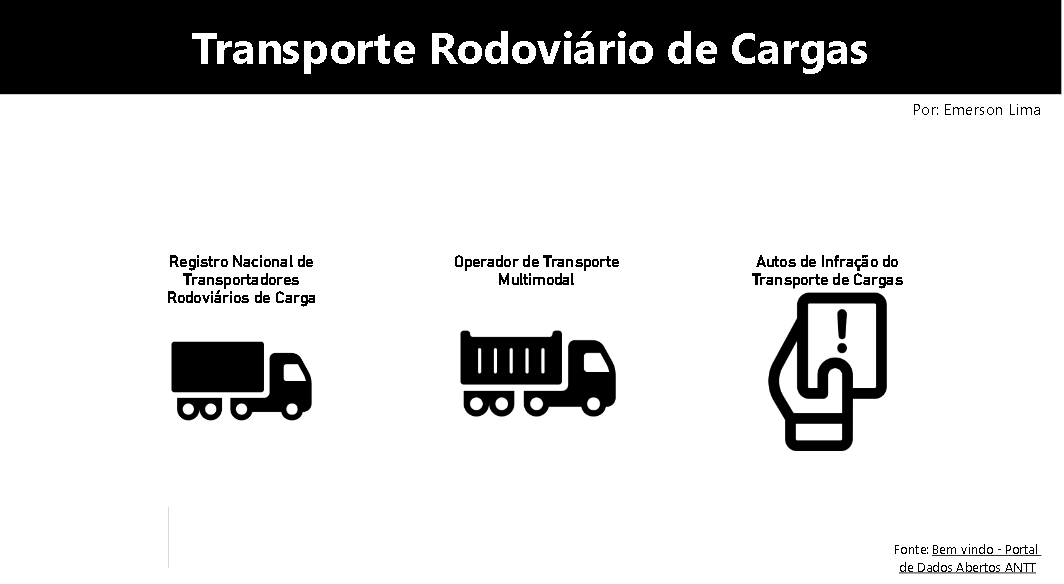 Transporte Rodoviário de Cargas
Por: Emerson Lima
Registro Nacional de
Transportadores
Rodoviários de Carga
Operador de Transporte
Multimodal
Autos de Infração do
Transporte de Cargas
!
Fonte: Bem vindo - Portal
de Dados Abertos ANTT